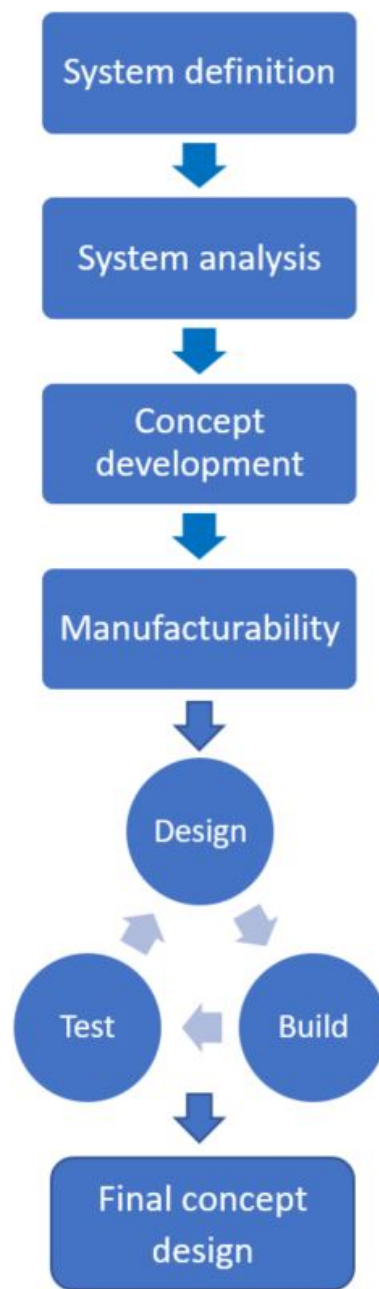 System definition
System analysis
Concept
development
Manufacturability
Design
Test
Build
Final concept
design